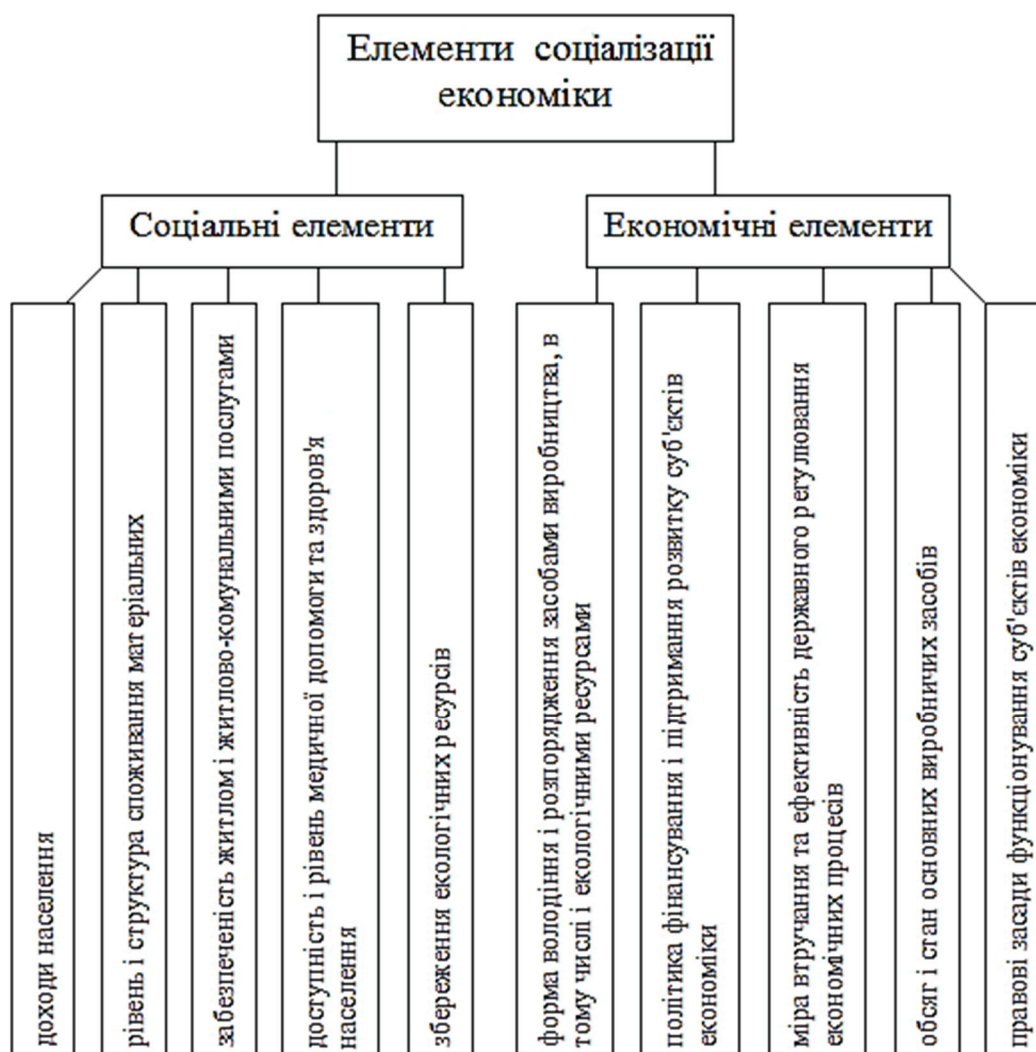 Елементи соціалізації
економіки
Соціальні елементи
Економічні елементи
доходи населення
рівень і структура споживання матеріальних
забезпеченість житлом і житлово-комунальними послугами
доступність і рівень медичної допомоги та здоров'я
населення
збереження екологічних ресурсів
форма володіння і розпорядження засобами виробництва, в
тому числі і екологічними ресурсами
політика фінансування і підтримання розвитку суб'єктів
економіки
міра втручання та ефективність державного регулювання
економічних процесів
обсяг і стан основних виробничих засобів
правові засади функціонування суб'єктів економіки